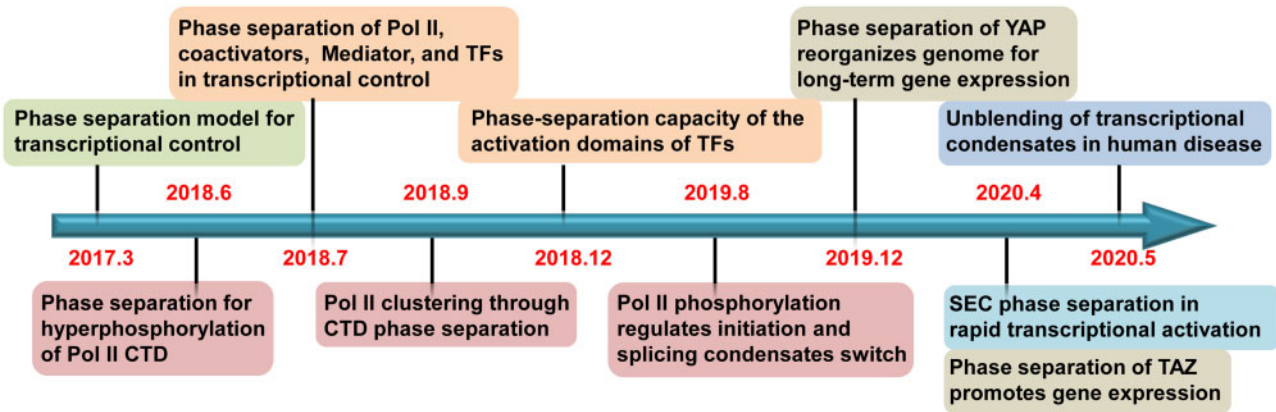 Phase separation of Pol II,
coactivators, Mediator, and TFs
in transcriptional control
Phase separation of YAP
reorganizes genome for
long-term gene expression
Phase separation model for
transcriptional control
Phase-separation capacity of the
activation domains of TFs
Unblending of transcriptional
condensates in human disease
2018.6
2018.9
2019.8
2020.4
2017.3
2018.7
2018.12
2019.12
2020.5
Phase separation for
hyperphosphorylation
of Pol II CTD
Pol II clustering through
CTD phase separation
Pol II phosphorylation
regulates initiation and
splicing condensates switch
SEC phase separation in
rapid transcriptional activation
Phase separation of TAZ
promotes gene expression